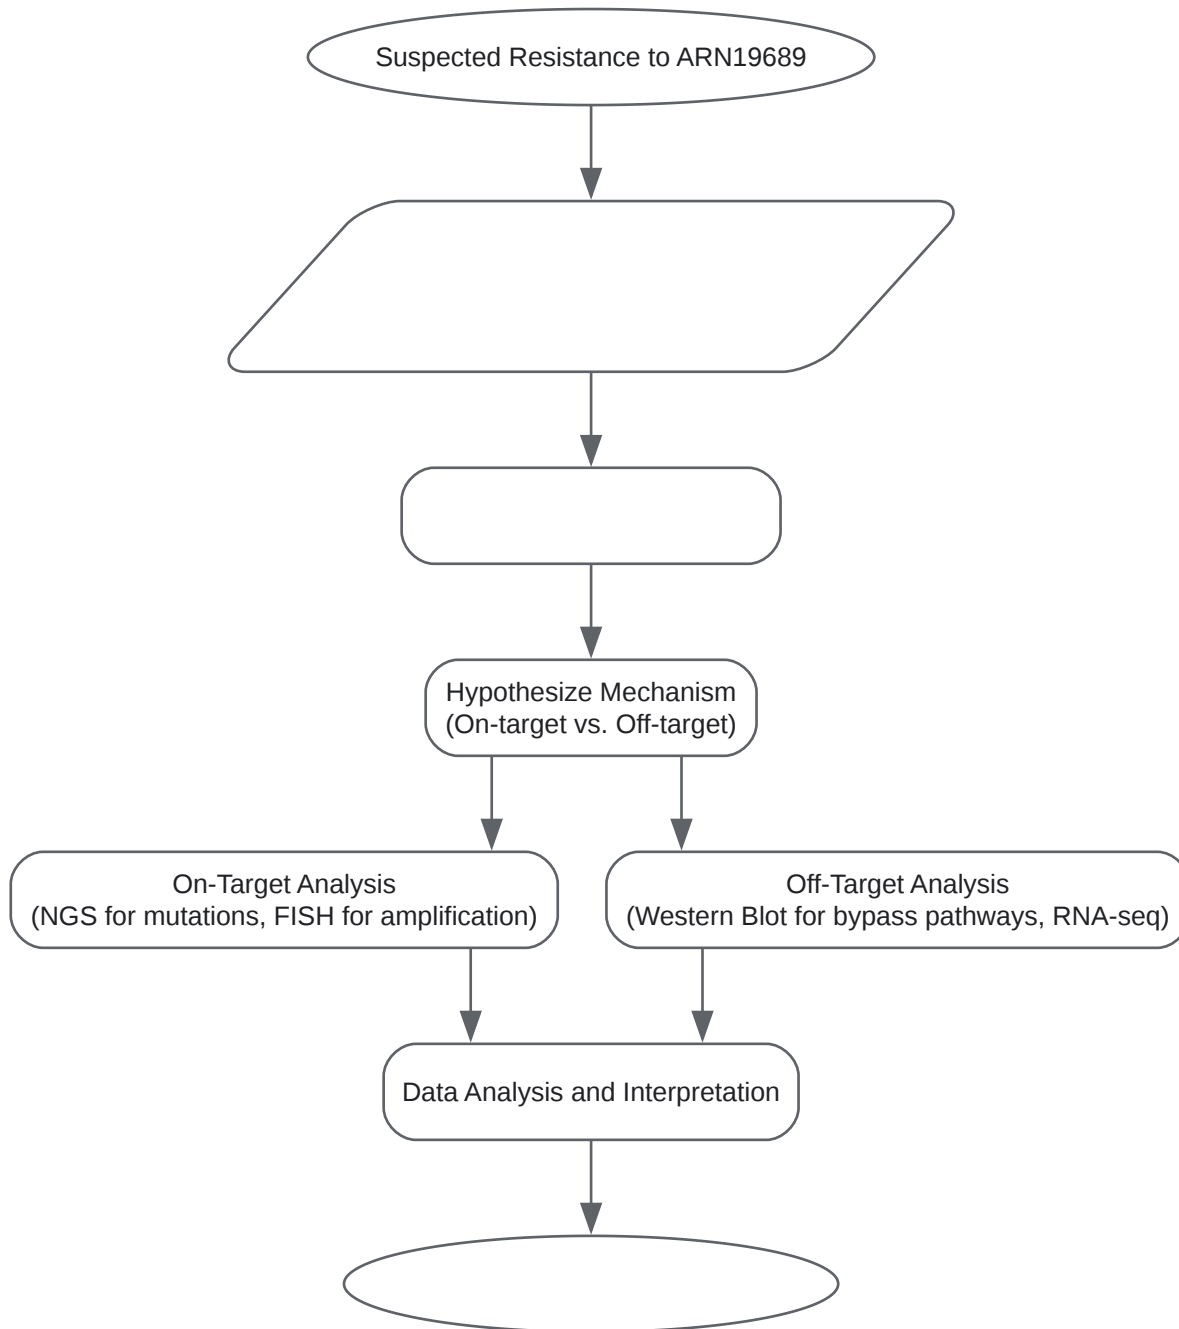 Suspected Resistance to ARN19689
Hypothesize Mechanism
(On-target vs. Off-target)
On-Target Analysis
(NGS for mutations, FISH for amplification)
Off-Target Analysis
(Western Blot for bypass pathways, RNA-seq)
Data Analysis and Interpretation